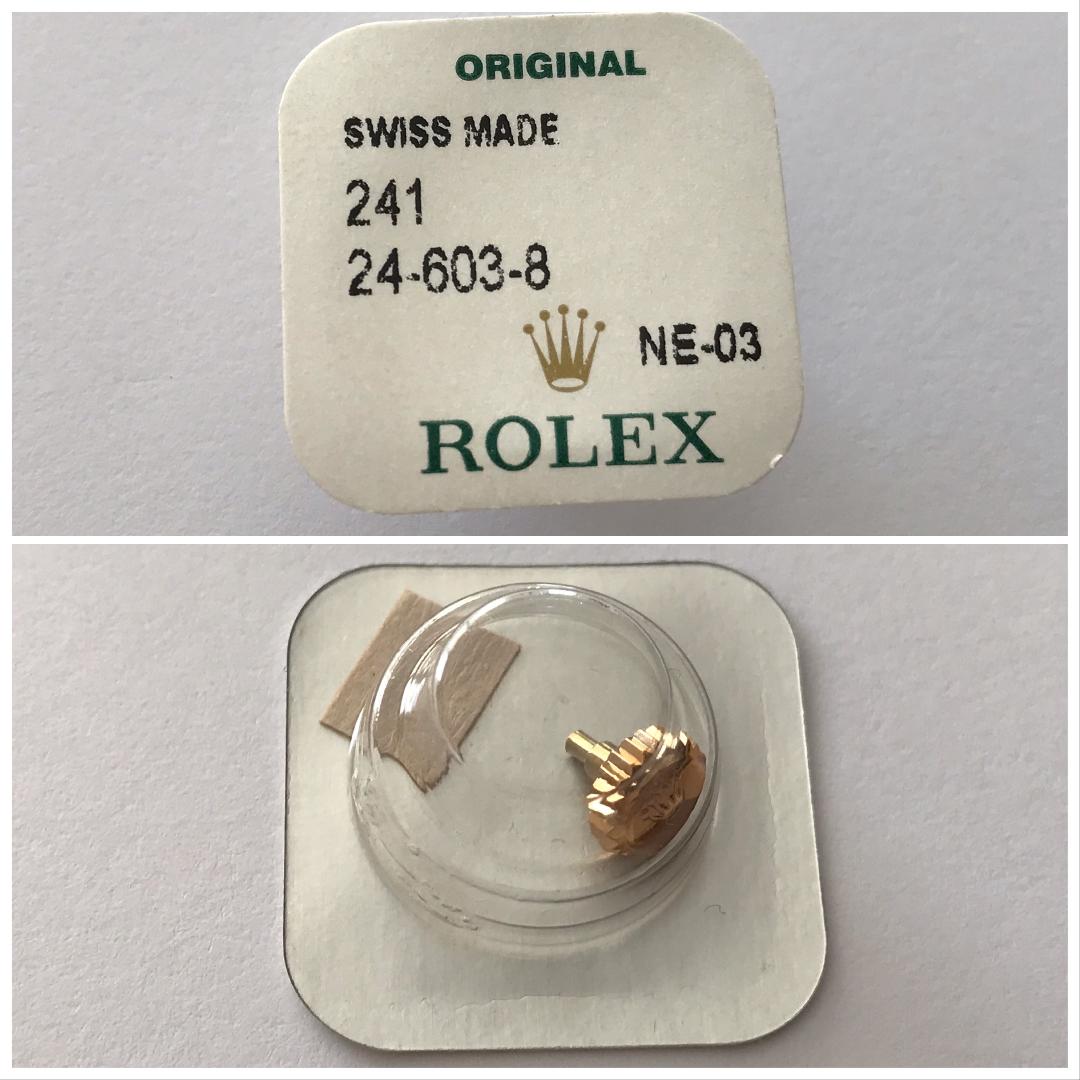 ORIGINAL
SWISS MADE
241
24-603-8
NE-03
ROLEX